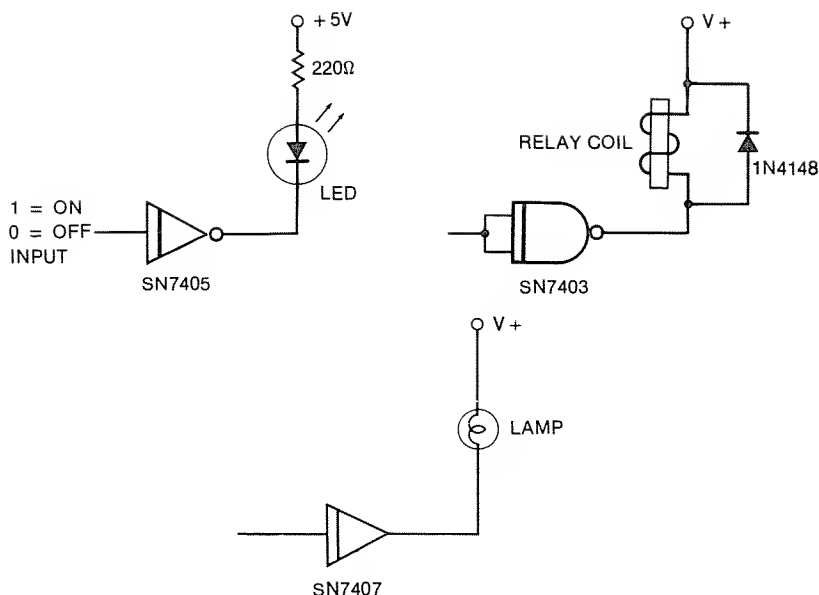 + 5V
220Ω
LED
1 = ON
0 = OFF
INPUT
SN7405
V +
RELAY COIL
1N4148
SN7403
V +
LAMP
SN7407